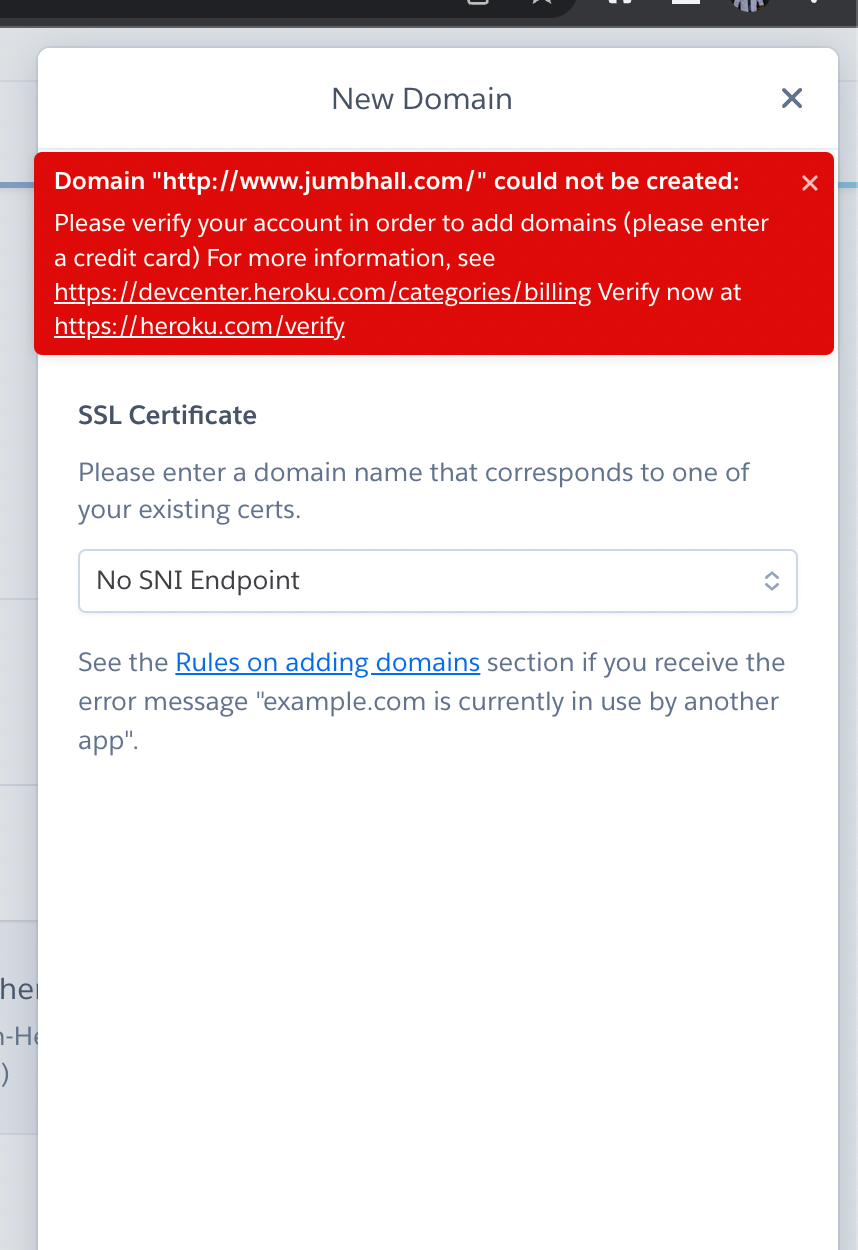 New Domain
Domain "http://www.jumbhall.com/" could not be created:
Please verify your account in order to add domains (please enter
a credit card) For more information, see
https://devcenter.heroku.com/categories/billing Verify now at
https://heroku.com/verify
SSL Certificate
Please enter a domain name that corresponds to one of
your existing certs.
No SNI Endpoint
See the Rules on adding domains section if you receive the
error message "example.com is currently in use by another
app".
)